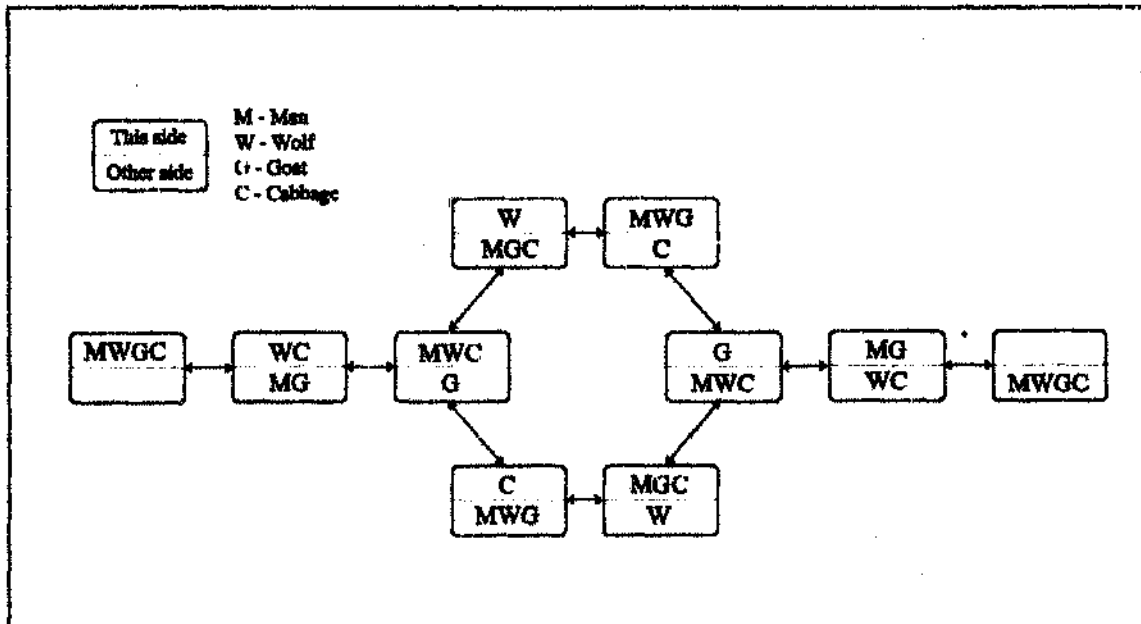 This side
Other side
M - Man
W - Wolf
G - Goat
C - Cabbage
W
MGC
MWG
C
MWGC
WC
MG
MWC
G
G
MWC
MG
WC
MWGC
C
MWG
MGC
W